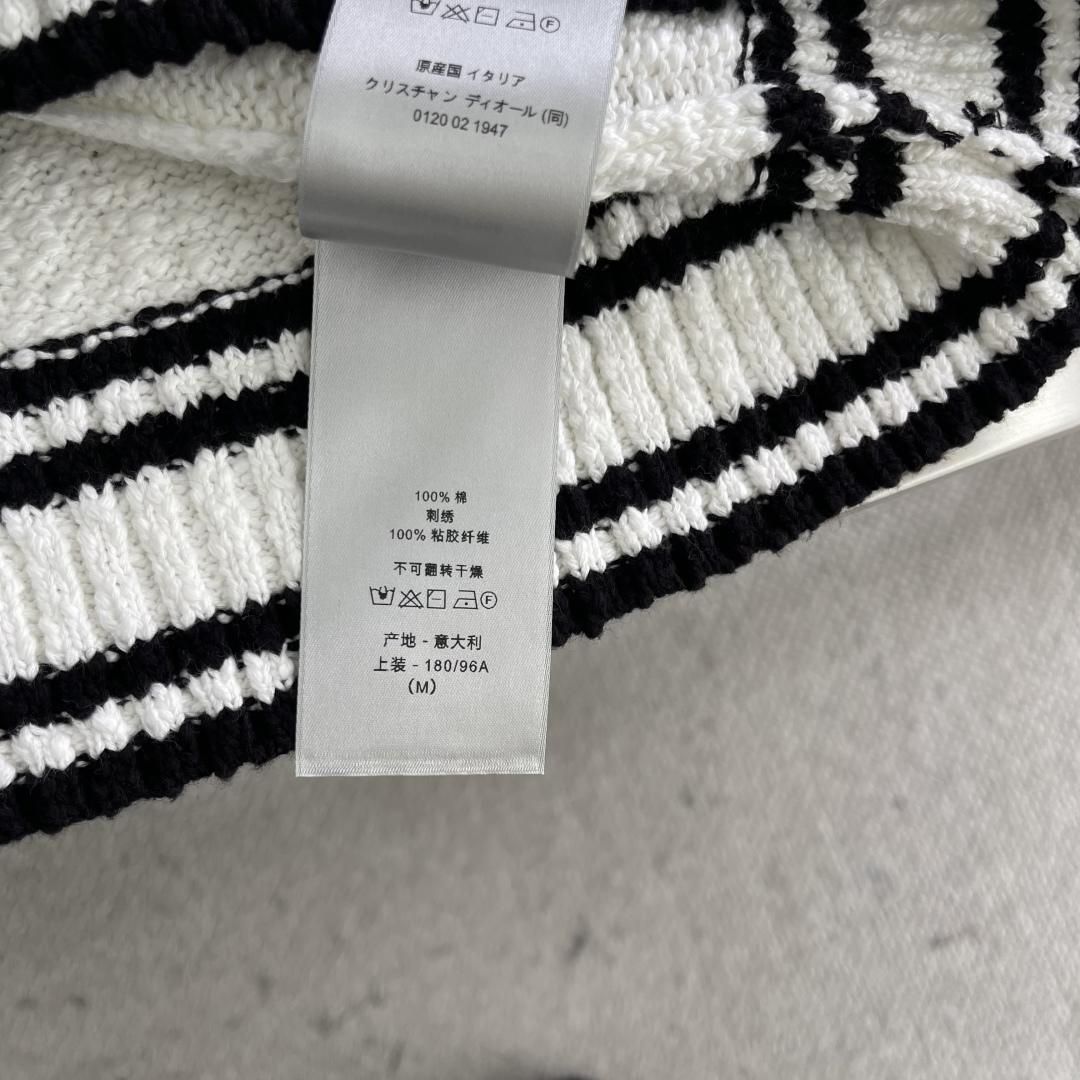 原産国 イタリア
クリスチャン ディオール (同)
0120 02 1947
100% 棉
刺绣
100% 粘胶纤维
不可翻转干燥
F
产地 - 意大利
上装 - 180/96A
(M)